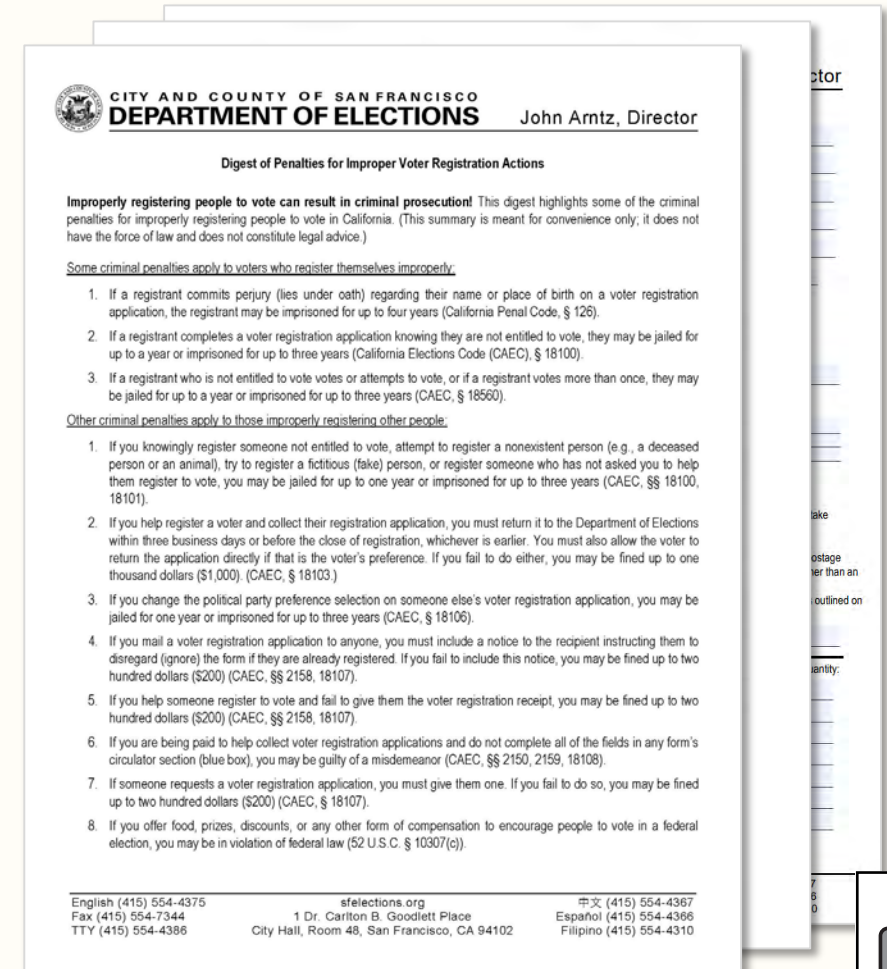 CITY AND COUNTY OF SAN FRANCISCO
DEPARTMENT OF ELECTIONS
John Arntz, Director
Digest of Penalties for Improper Voter Registration Actions
Improperly registering people to vote can result in criminal prosecution! This digest highlights some of the criminal
penalties for improperly registering people to vote in California. (This summary is meant for convenience only; it does not
have the force of law and does not constitute legal advice.)
Some criminal penalties apply to voters who register themselves improperly:
1. If a registrant commits perjury (lies under oath) regarding their name or place of birth on a voter registration
application, the registrant may be imprisoned for up to four years (California Penal Code, § 126).
2. If a registrant completes a voter registration application knowing they are not entitled to vote, they may be jailed for
up to a year or imprisoned for up to three years (California Elections Code (CAEC), § 18100).
3. If a registrant who is not entitled to vote votes or attempts to vote, or if a registrant votes more than once, they may
be jailed for up to a year or imprisoned for up to three years (CAEC, § 18560).
Other criminal penalties apply to those improperly registering other people:
1. If you knowingly register someone not entitled to vote, attempt to register a nonexistent person (e.g., a deceased
person or an animal), try to register a fictitious (fake) person, or register someone who has not asked you to help
them register to vote, you may be jailed for up to one year or imprisoned for up to three years (CAEC, §§ 18100,
18101).
2. If you help register a voter and collect their registration application, you must return it to the Department of Elections
within three business days or before the close of registration, whichever is earlier. You must also allow the voter to
return the application directly if that is the voter's preference. If you fail to do either, you may be fined up to one
thousand dollars ($1,000). (CAEC, § 18103.)
3. If you change the political party preference selection on someone else's voter registration application, you may be
jailed for one year or imprisoned for up to three years (CAEC, § 18106).
4. If you mail a voter registration application to anyone, you must include a notice to the recipient instructing them to
disregard (ignore) the form if they are already registered. If you fail to include this notice, you may be fined up to two
hundred dollars ($200) (CAEC, §§ 2158, 18107).
5. If you help someone register to vote and fail to give them the voter registration receipt, you may be fined up to two
hundred dollars ($200) (CAEC, §§ 2158, 18107).
6. If you are being paid to help collect voter registration applications and do not complete all of the fields in any form's
circulator section (blue box), you may be guilty of a misdemeanor (CAEC, §§ 2150, 2159, 18108).
7. If someone requests a voter registration application, you must give them one. If you fail to do so, you may be fined
up to two hundred dollars ($200) (CAEC, § 18107).
8. If you offer food, prizes, discounts, or any other form of compensation to encourage people to vote in a federal
election, you may be in violation of federal law (52 U.S.C. § 10307(c)).
English (415) 554-4375
Fax (415) 554-7344
TTY (415) 554-4386
sfelections.org
1 Dr. Carlton B. Goodlett Place
City Hall, Room 48, San Francisco, CA 94102
中文 (415) 554-4367
Español (415) 554-4366
Filipino (415) 554-4310
ctor
take
ostage
her than an
outlined on
antity:
7
6
0